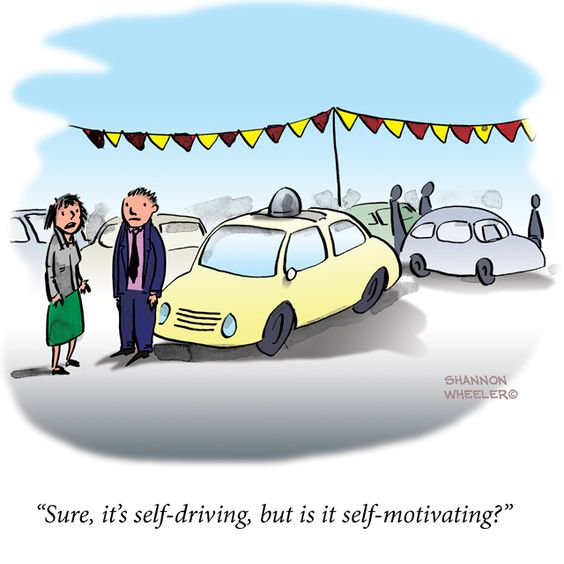 SHANNON
WHEELER©
“Sure, it’s self-driving, but is it self-motivating?”